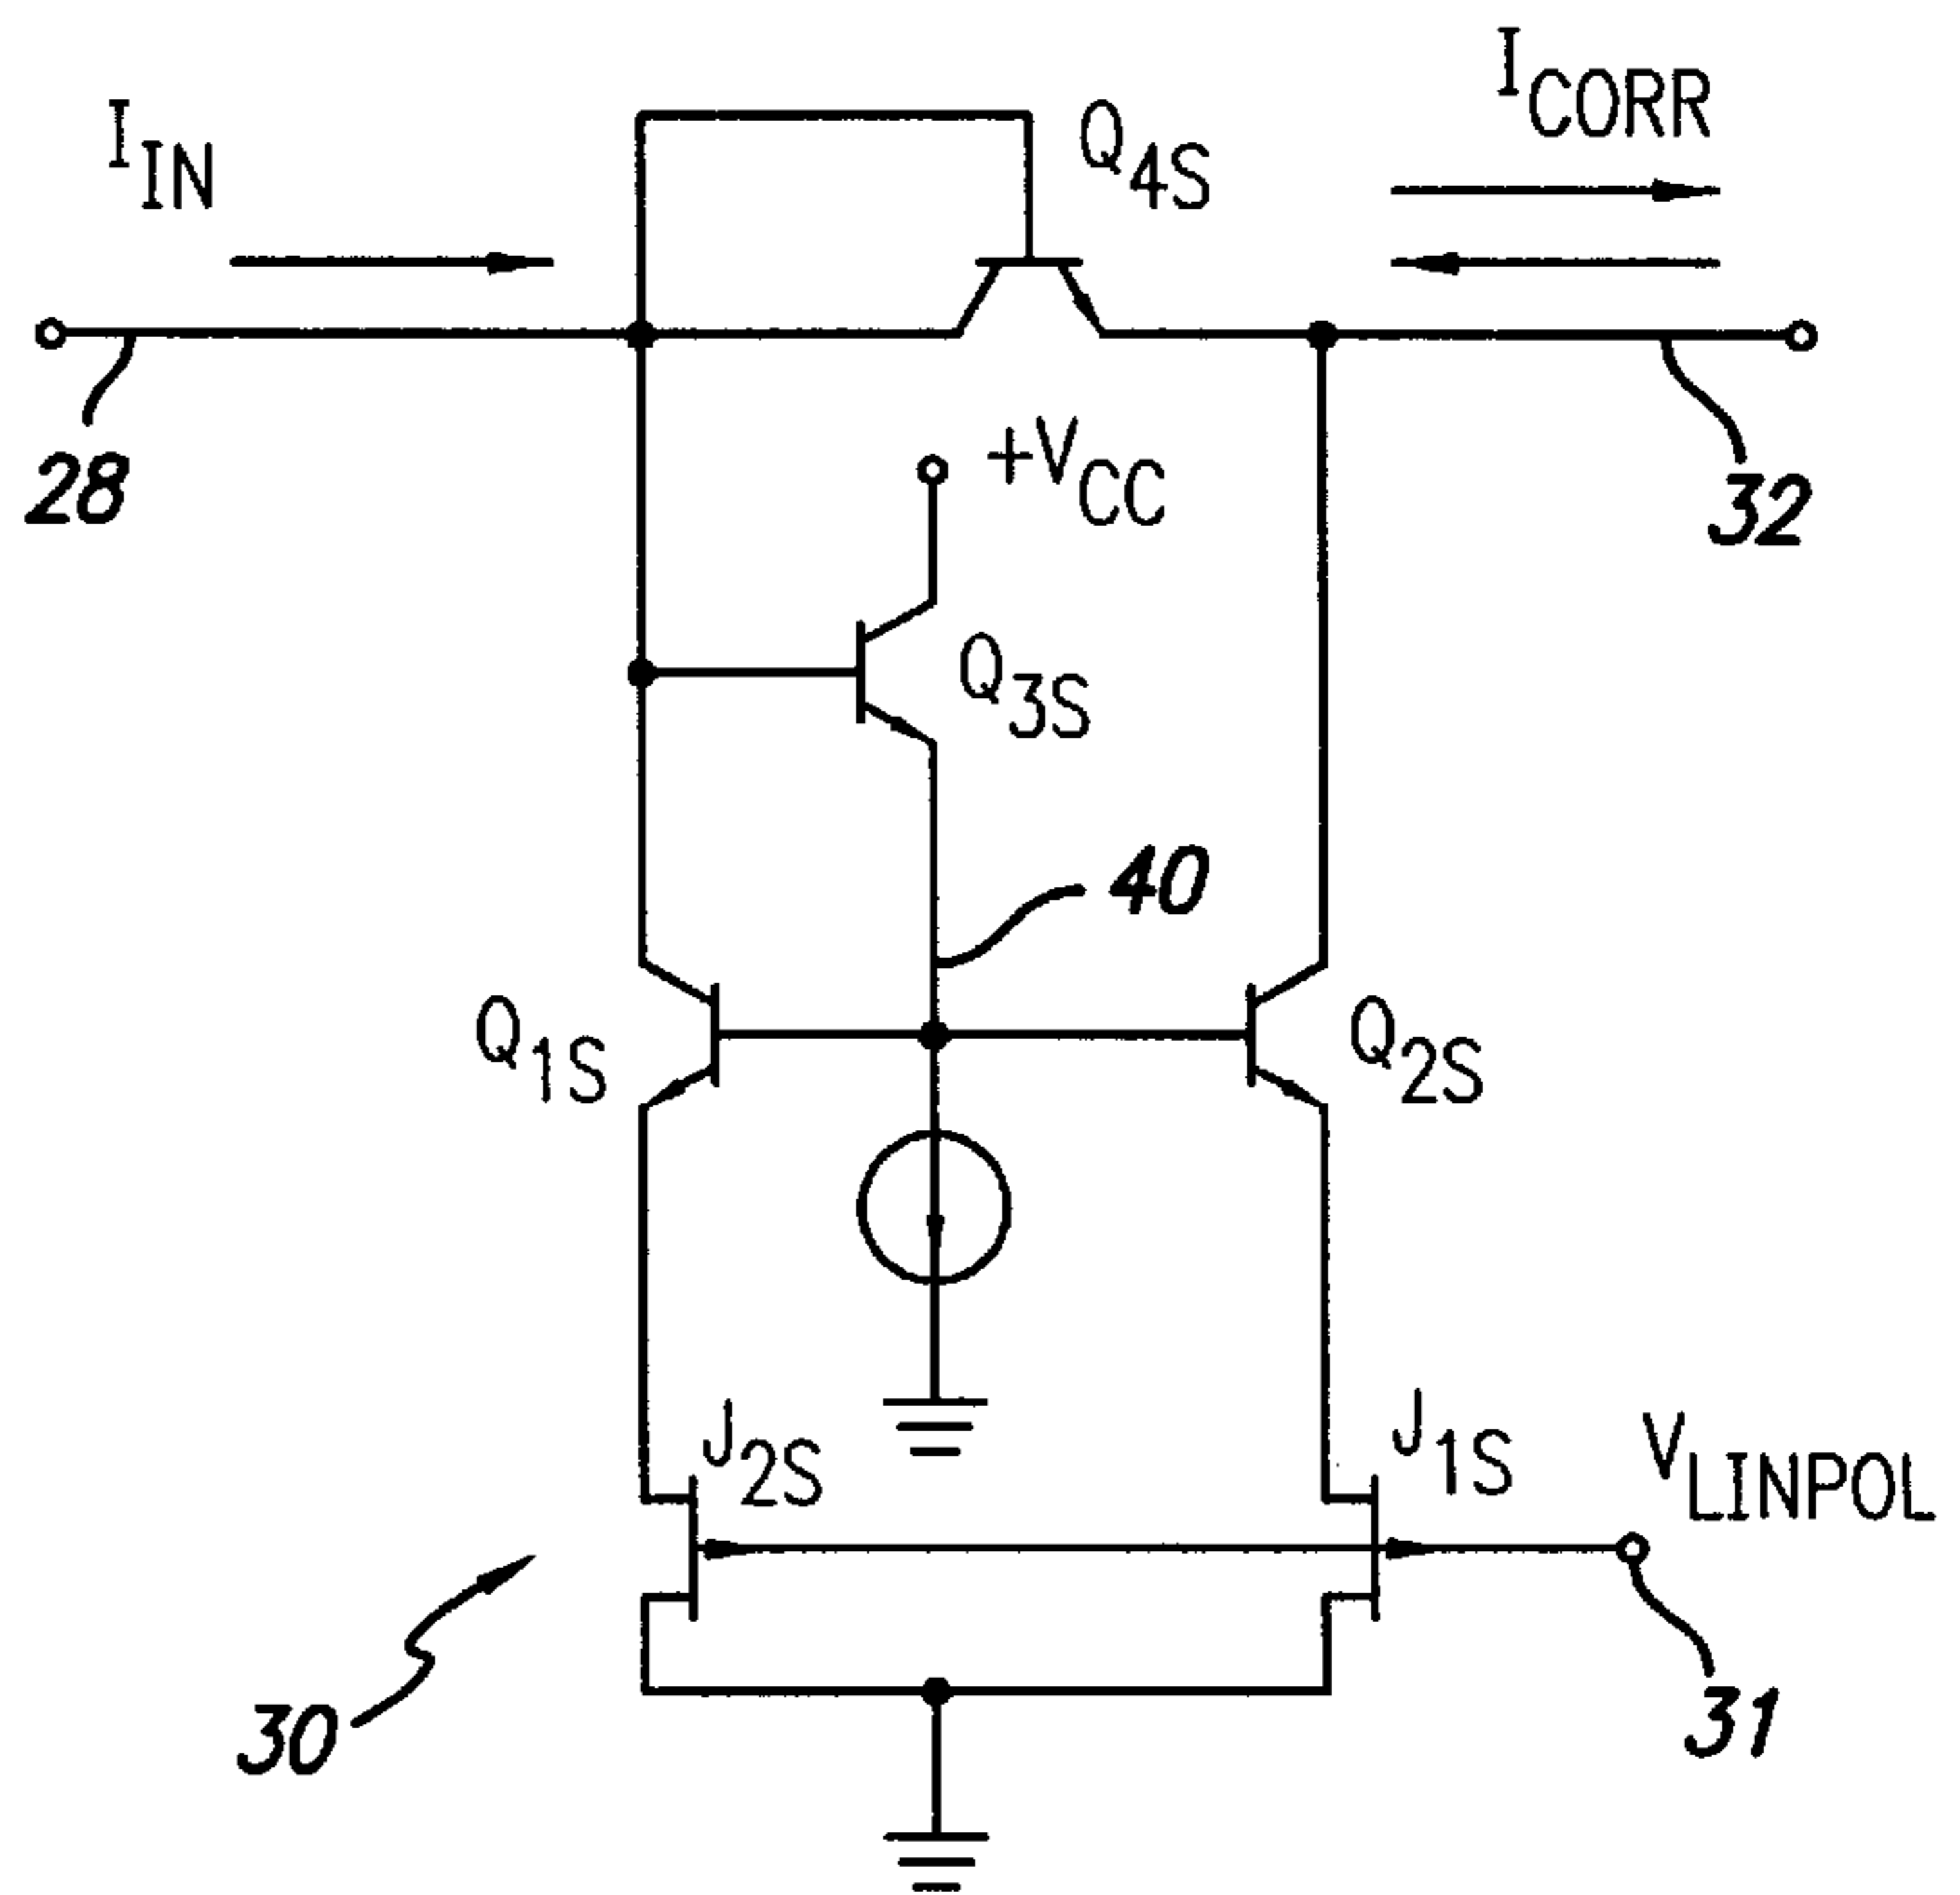 I_CORR
I_IN
Q_4S
+V_CC
28
32
Q_3S
40
Q_1S
Q_2S
J_2S
J_1S
V_LINPOL
30
31